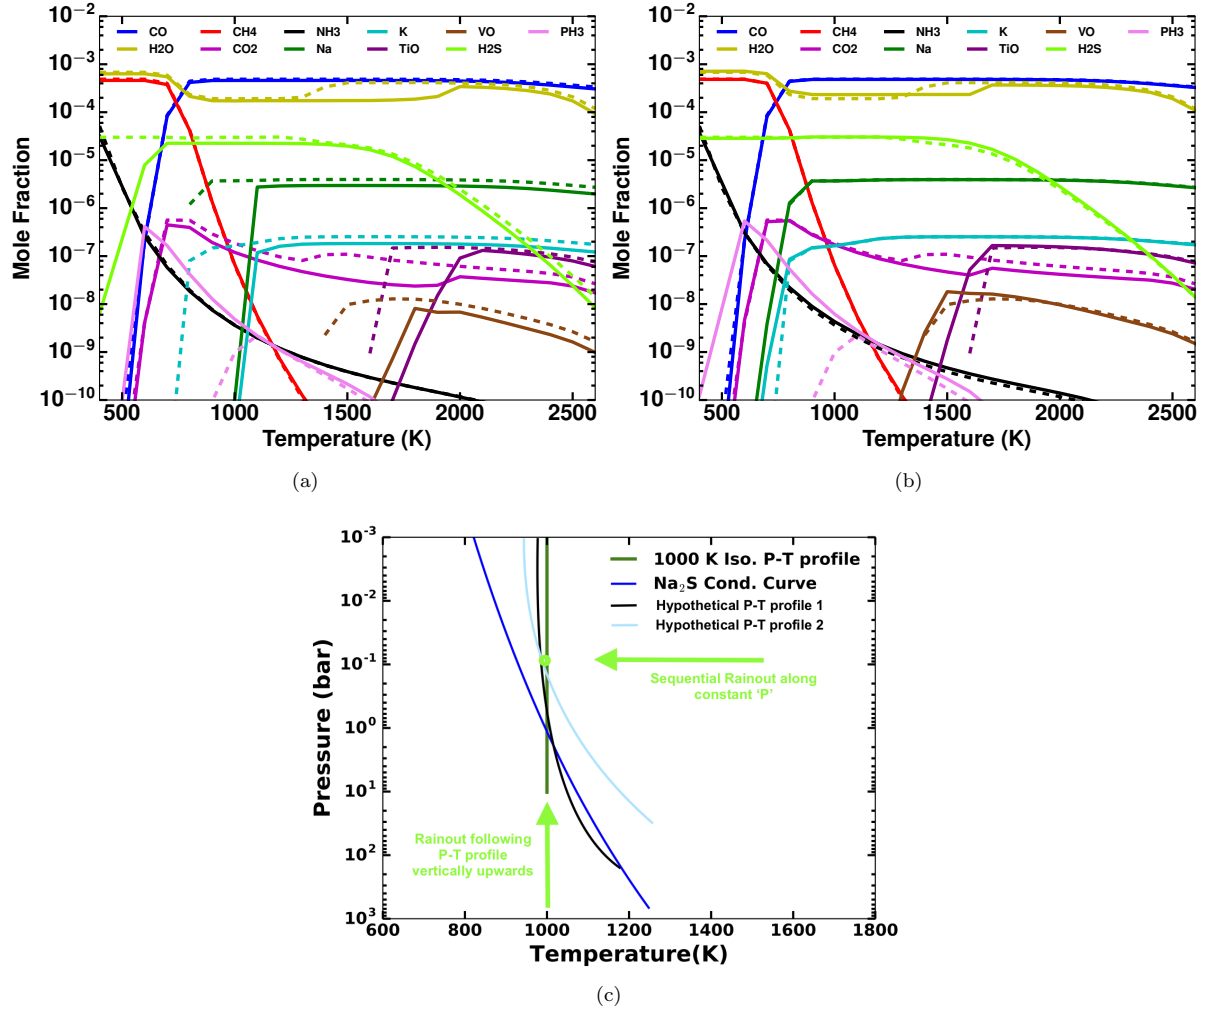 CO CH4 NH3 K VO PH3
H2O CO2 Na TiO H2S
10−2
10−3
10−4
10−5
10−6
10−7
10−8
10−9
10−10
Mole Fraction
500 1000 1500 2000 2500
Temperature (K)
(a)
CO CH4 NH3 K VO PH3
H2O CO2 Na TiO H2S
10−2
10−3
10−4
10−5
10−6
10−7
10−8
10−9
10−10
Mole Fraction
500 1000 1500 2000 2500
Temperature (K)
(b)
1000 K Iso. P-T profile
Na2S Cond. Curve
Hypothetical P-T profile 1
Hypothetical P-T profile 2
Sequential Rainout along
constant ‘P’
Rainout following
P-T profile
vertically upwards
10-3
10-2
10-1
100
101
102
103
Pressure (bar)
600 800 1000 1200 1400 1600 1800
Temperature(K)
(c)